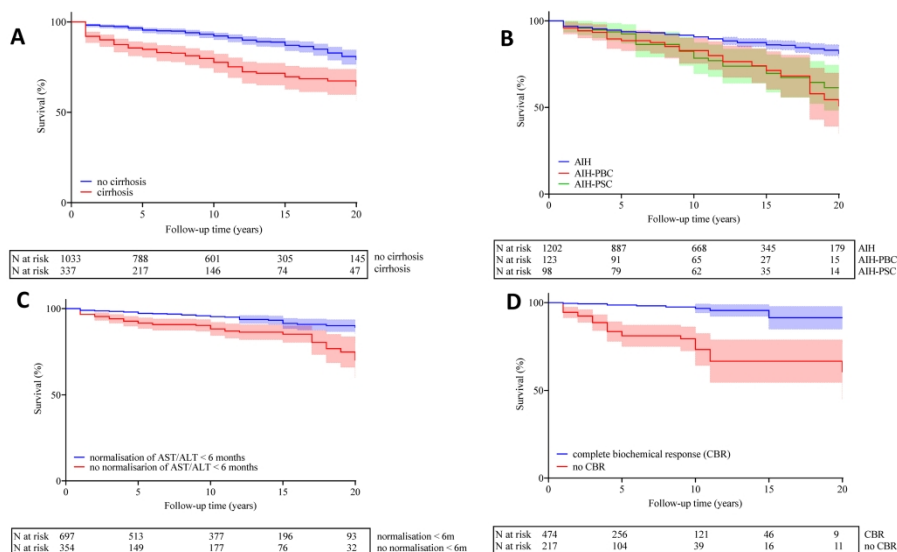 A
100
50
0
Survival (%)
no cirrhosis
cirrhosis
0 5 10 15 20
Follow-up time (years)
N at risk 1033 788 601 305 145 no cirrhosis
N at risk 337 217 146 74 47 cirrhosis
B
100
50
0
Survival (%)
AIH
AIH-PBC
AIH-PSC
0 5 10 15 20
Follow-up time (years)
N at risk 1202 887 668 345 179 AIH
N at risk 123 91 65 27 15 AIH-PBC
N at risk 98 79 62 35 14 AIH-PSC
C
100
50
0
Survival (%)
normalisation of AST/ALT < 6 months
no normalisarion of AST/ALT < 6 months
0 5 10 15 20
Follow-up time (years)
N at risk 697 513 377 196 93 normalisation < 6m
N at risk 354 149 177 76 32 no normalisation < 6m
D
100
50
0
Survival (%)
complete biochemical response (CBR)
no CBR
0 5 10 15 20
Follow-up time (years)
N at risk 474 256 121 46 9 CBR
N at risk 217 104 39 16 11 no CBR